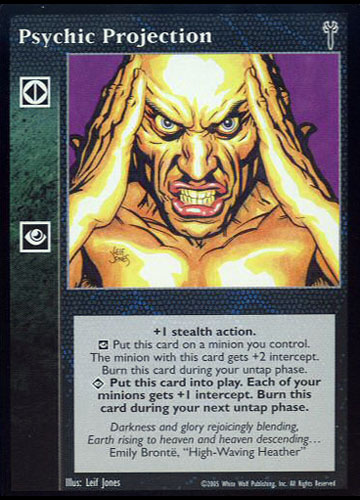 Psychic Projection
LEIF
JONES
+1 stealth action.
Put this card on a minion you control.
The minion with this card gets +2 intercept.
Burn this card during your untap phase.
Put this card into play. Each of your
minions gets +1 intercept. Burn this
card during your next untap phase.
Darkness and glory rejoicingly blending,
Earth rising to heaven and heaven descending...
Emily Brontë, "High-Waving Heather"
Illus: Leif Jones
©2005 White Wolf Publishing, Inc. All Rights Reserved